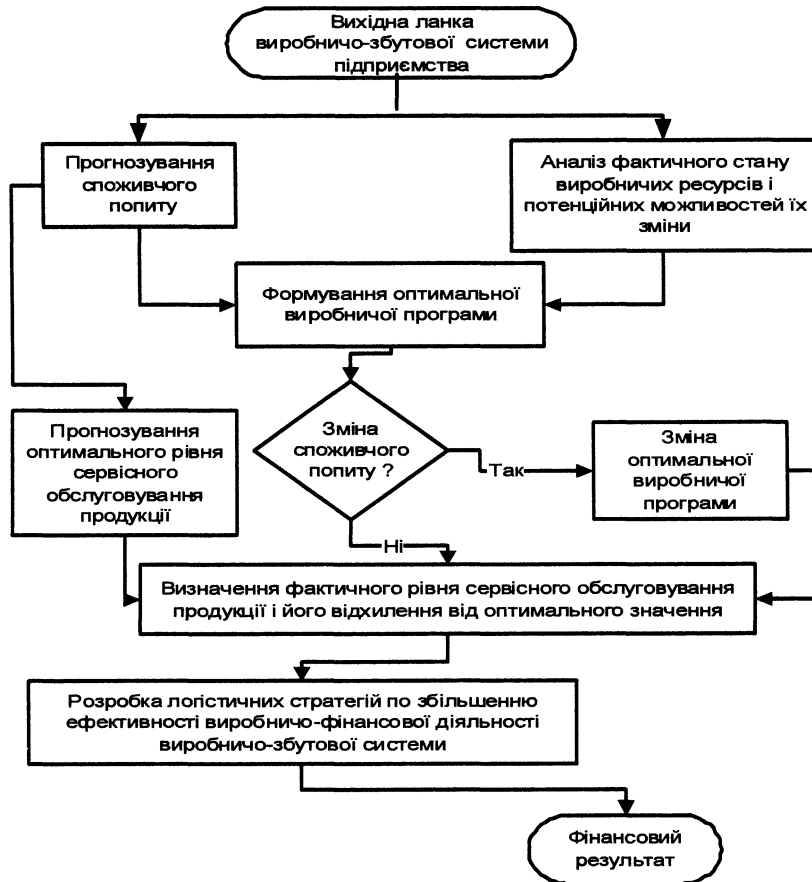 Вихідна ланка
виробничо-збутової системи
підприємства
Прогнозування
споживчого
попиту
Аналіз фактичного стану
виробничих ресурсів і
потенційних можливостей їх
зміни
Формування оптимальної
виробничої програми
Прогнозування
оптимального рівня
сервісного
обслуговування
продукції
Зміна
споживчого
попиту ?
Так
Зміна
оптимальної
виробничої
програми
Ні
Визначення фактичного рівня сервісного обслуговування
продукції і його відхилення від оптимального значення
Розробка логістичних стратегій по збільшенню
ефективності виробничо-фінансової діяльності
виробничо-збутової системи
Фінансовий
результат